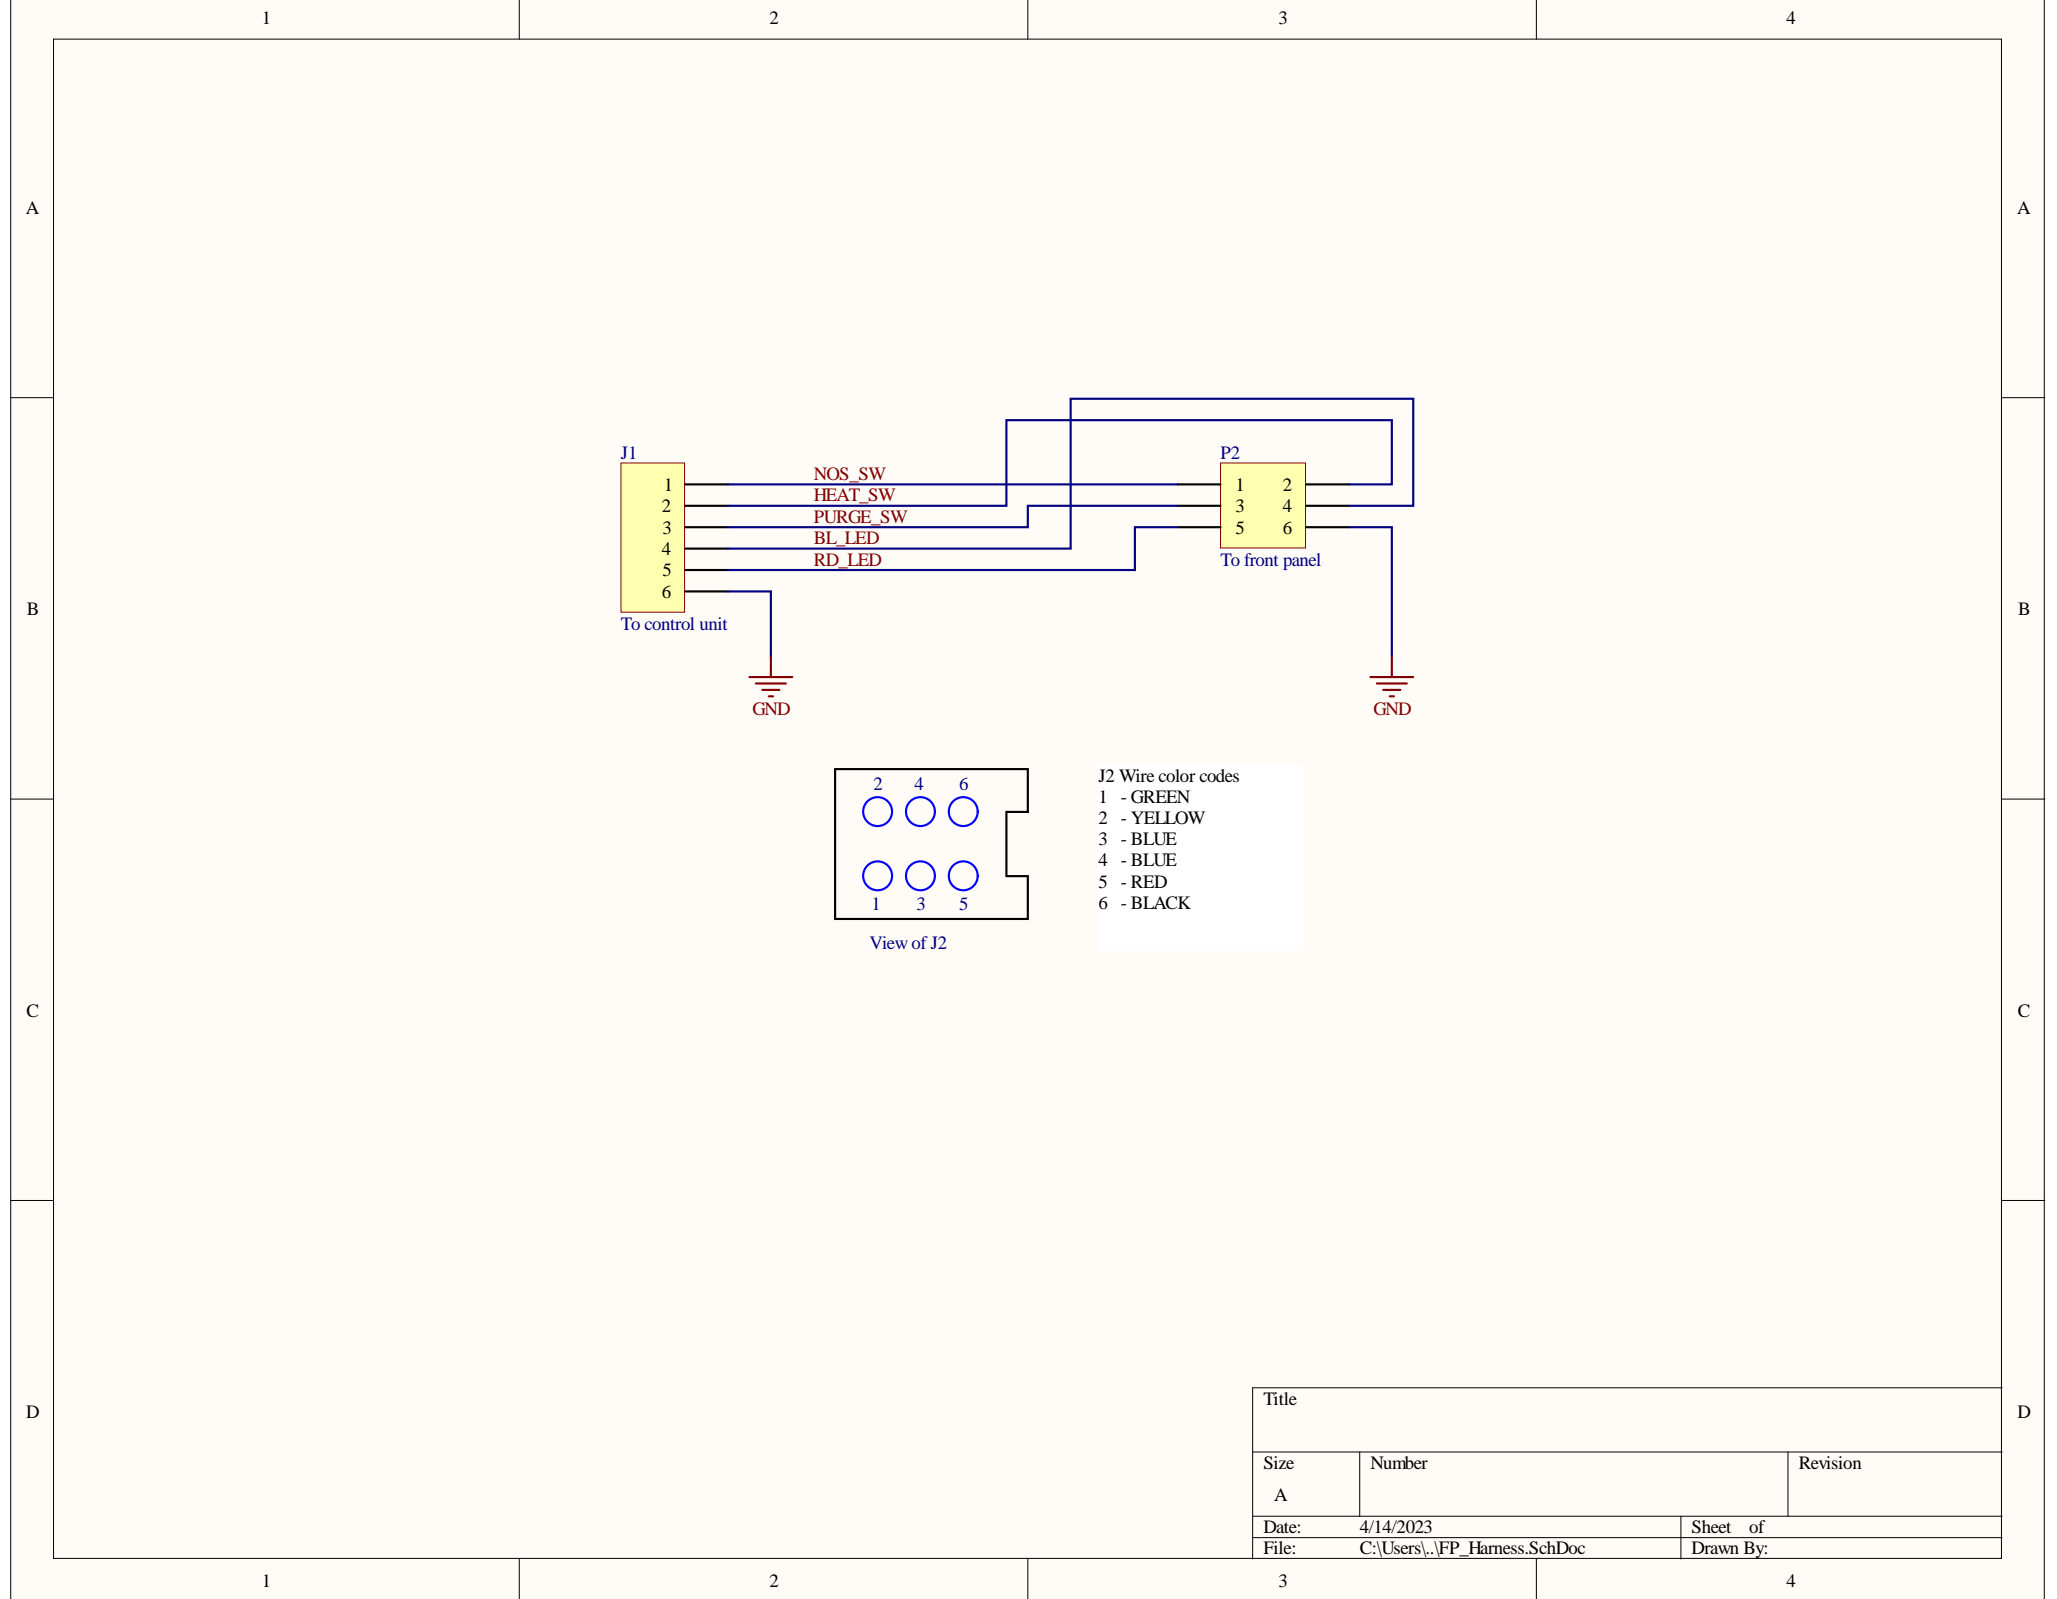 1 2 3 4
A A
J1 P2
NOS_SW
1 1 2
HEAT_SW
2 3 4
PURGE_SW
3 5 6
BL_LED
4
To front panel
RD_LED
5
6
B B
To control unit
GND GND
2 4 6
1 3 5
View of J2
J2 Wire color codes
1 - GREEN
2 - YELLOW
3 - BLUE
4 - BLUE
5 - RED
6 - BLACK
C C
D D
Title
Size Number Revision
A
Date: 4/14/2023 Sheet of
File: C:\Users\..\FP_Harness.SchDoc Drawn By:
1 2 3 4